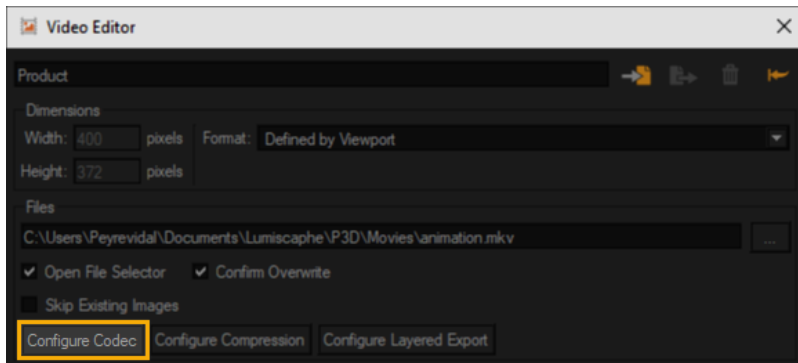 Video Editor
Product
Dimensions
Width: 400 pixels Format: Defined by Viewport
Height: 372 pixels
Files
C:\Users\Peyrevidal\Documents\Lumiscaphe\P3D\Movies\animation.mkv ...
Open File Selector Confirm Overwrite
Skip Existing Images
Configure Codec Configure Compression Configure Layered Export